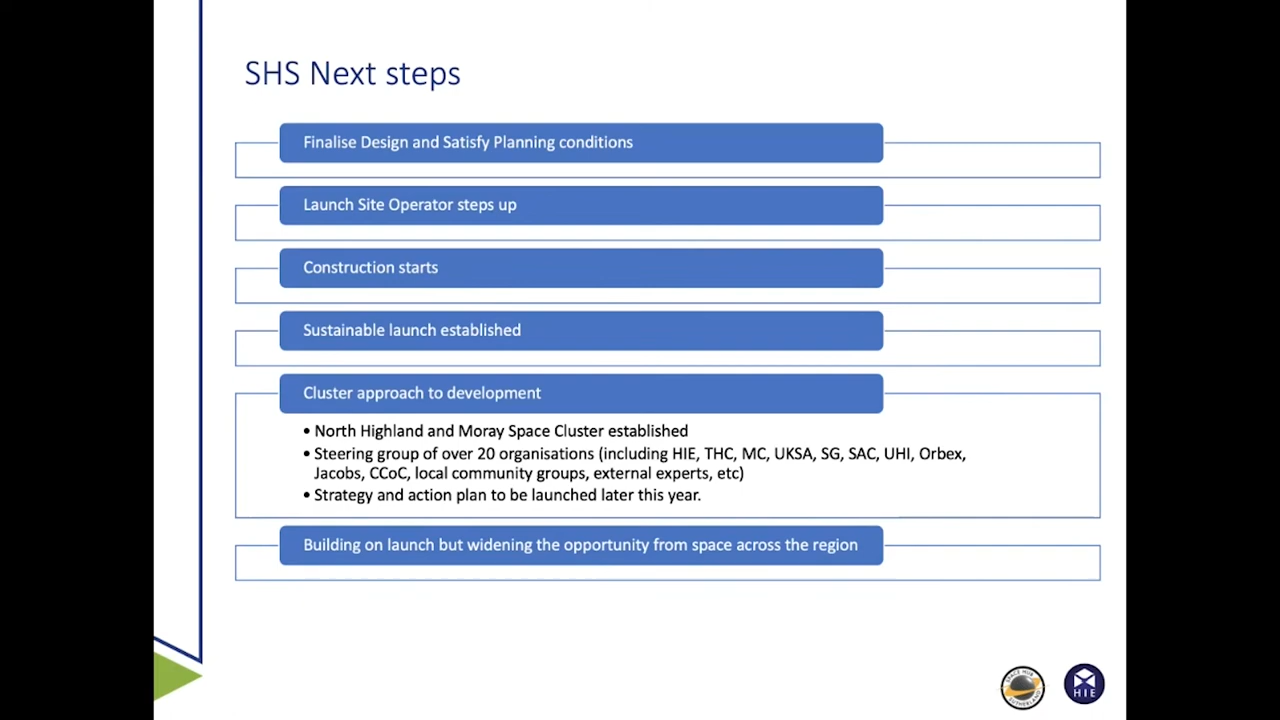 SHS Next steps
Finalise Design and Satisfy Planning conditions
Launch Site Operator steps up
Construction starts
Sustainable launch established
Cluster approach to development
• North Highland and Moray Space Cluster established
• Steering group of over 20 organisations (including HIE, THC, MC, UKSA, SG, SAC, UHI, Orbex,
Jacobs, CCoC, local community groups, external experts, etc)
• Strategy and action plan to be launched later this year.
Building on launch but widening the opportunity from space across the region
SPACE HUB
SUTHERLAND
HIE